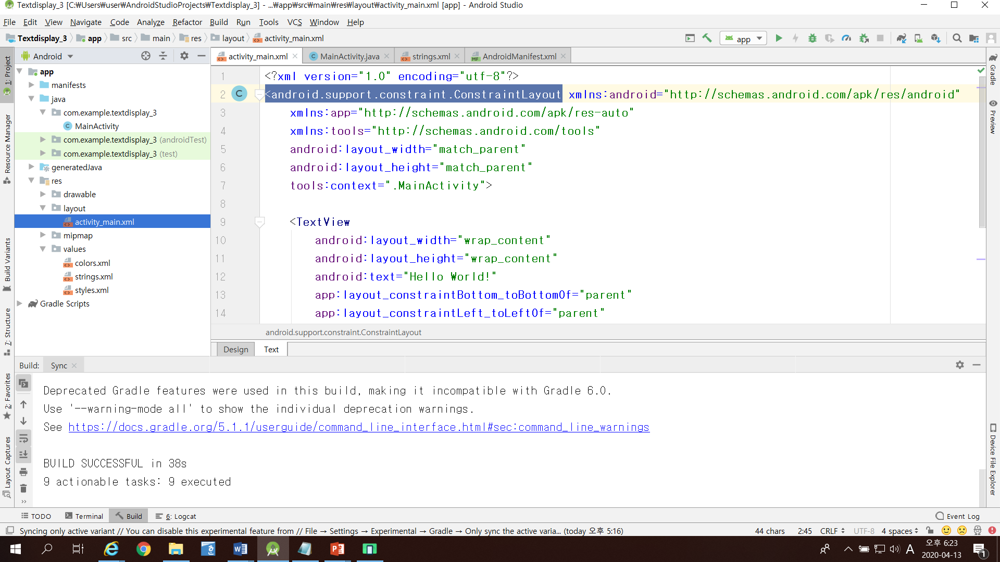 Textdisplay_3 [C:₩Users₩user₩AndroidStudioProjects₩Textdisplay_3] - ...₩app₩src₩main₩res₩layout₩activity_main.xml [app] - Android Studio
File Edit View Navigate Code Analyze Refactor Build Run Tools VCS Window Help
Textdisplay_3 app src main res layout activity_main.xml
app
Android
activity_main.xml MainActivity.java strings.xml AndroidManifest.xml
1: Project
Resource Manager
Build Variants
7: Structure
2: Favorites
Layout Captures
app
manifests
java
com.example.textdisplay_3
MainActivity
com.example.textdisplay_3 (androidTest)
com.example.textdisplay_3 (test)
generatedJava
res
drawable
layout
activity_main.xml
mipmap
values
colors.xml
strings.xml
styles.xml
Gradle Scripts
1 <?xml version="1.0" encoding="utf-8"?>
2 <android.support.constraint.ConstraintLayout xmlns:android="http://schemas.android.com/apk/res/android"
3 xmlns:app="http://schemas.android.com/apk/res-auto"
4 xmlns:tools="http://schemas.android.com/tools"
5 android:layout_width="match_parent"
6 android:layout_height="match_parent"
7 tools:context=".MainActivity">
8
9 <TextView
10 android:layout_width="wrap_content"
11 android:layout_height="wrap_content"
12 android:text="Hello World!"
13 app:layout_constraintBottom_toBottomOf="parent"
14 app:layout_constraintLeft_toLeftOf="parent"
android.support.constraint.ConstraintLayout
Design Text
Gradle
Preview
Device File Explorer
Build: Sync
Deprecated Gradle features were used in this build, making it incompatible with Gradle 6.0.
Use '--warning-mode all' to show the individual deprecation warnings.
See https://docs.gradle.org/5.1.1/userguide/command_line_interface.html#sec:command_line_warnings
BUILD SUCCESSFUL in 38s
9 actionable tasks: 9 executed
TODO Terminal Build 6: Logcat Event Log
Syncing only active variant // You can disable this experimental feature from // File → Settings → Experimental → Gradle → Only sync the active varia... (today 오후 5:16) 44 chars 2:45 CRLF UTF-8 4 spaces
A 오후 6:23
2020-04-13
1